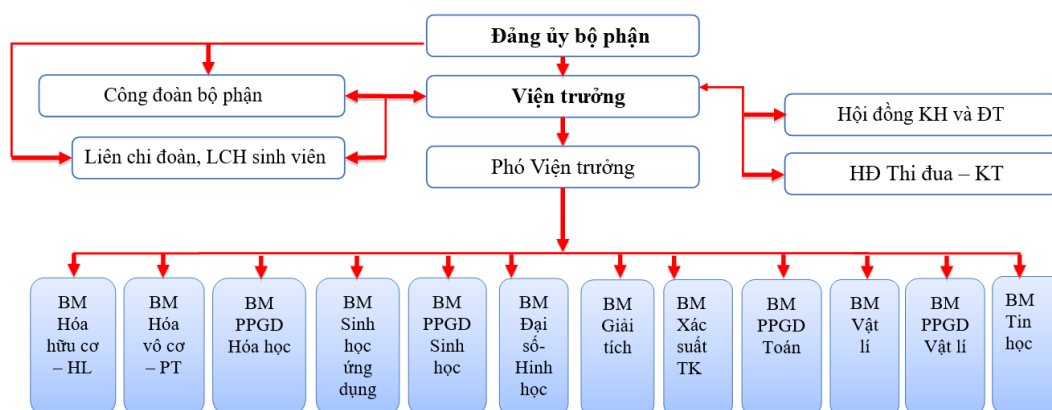 Đảng ủy bộ phận
Công đoàn bộ phận
Viện trưởng
Hội đồng KH và ĐT
Liên chi đoàn, LCH sinh viên
Phó Viện trưởng
HĐ Thi đua – KT
BM
Hóa
hữu cơ
– HL
BM
Hóa
vô cơ
– PT
BM
PPGD
Hóa học
BM
Sinh
học
ứng
dụng
BM
PPGD
Sinh
học
BM
Đại
số-
Hinh
học
BM
Giải
tích
BM
Xác
suất
TK
BM
PPGD
Toán
BM
Vật
lí
BM
PPGD
Vật lí
BM
Tin
học